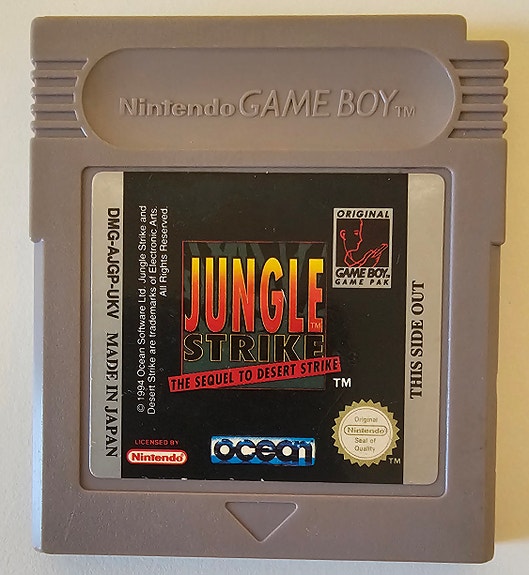 Nintendo GAME BOY TM
DMG-AJGP-UKV MADE IN JAPAN
© 1994 Ocean Software Ltd. Jungle Strike and
Desert Strike are trademarks of Electronic Arts.
All Rights Reserved.
ORIGINAL
GAME BOY
GAME PAK
JUNGLE TM
STRIKE
THE SEQUEL TO DESERT STRIKE
TM
THIS SIDE OUT
LICENSED BY
Nintendo
ocean
Original
Nintendo
Seal of
Quality
TM